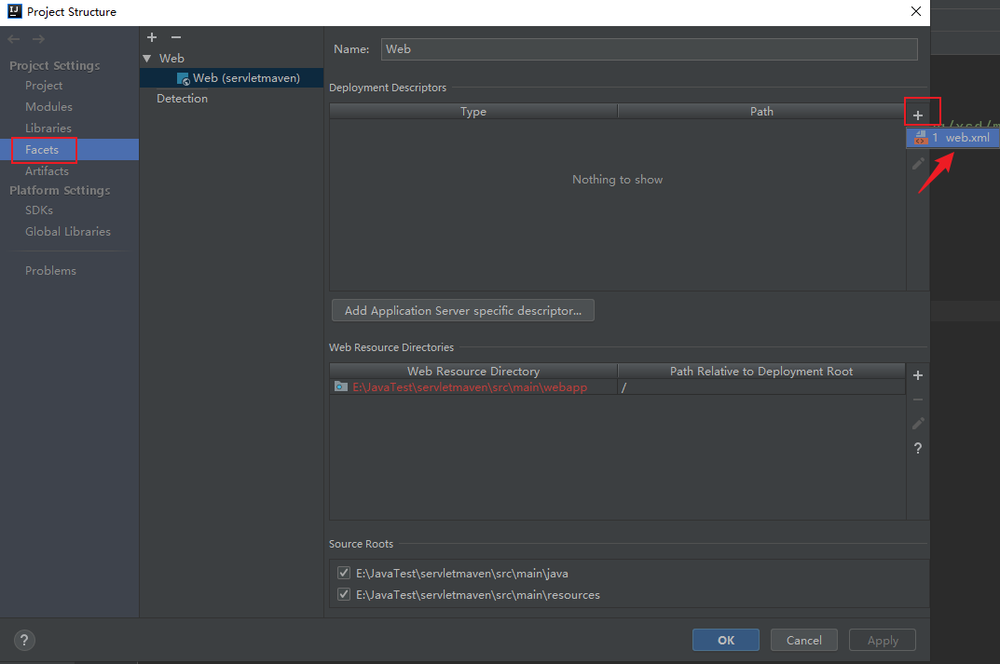 Project Structure
Project Settings
Project
Modules
Libraries
Facets
Artifacts
Platform Settings
SDKs
Global Libraries
Problems
Web
Web (servletmaven)
Detection
Name: Web
Deployment Descriptors
Type Path
Nothing to show
1 web.xml
Add Application Server specific descriptor...
Web Resource Directories
Web Resource Directory Path Relative to Deployment Root
E:\JavaTest\servletmaven\src\main\webapp /
Source Roots
E:\JavaTest\servletmaven\src\main\java
E:\JavaTest\servletmaven\src\main\resources
? OK Cancel Apply